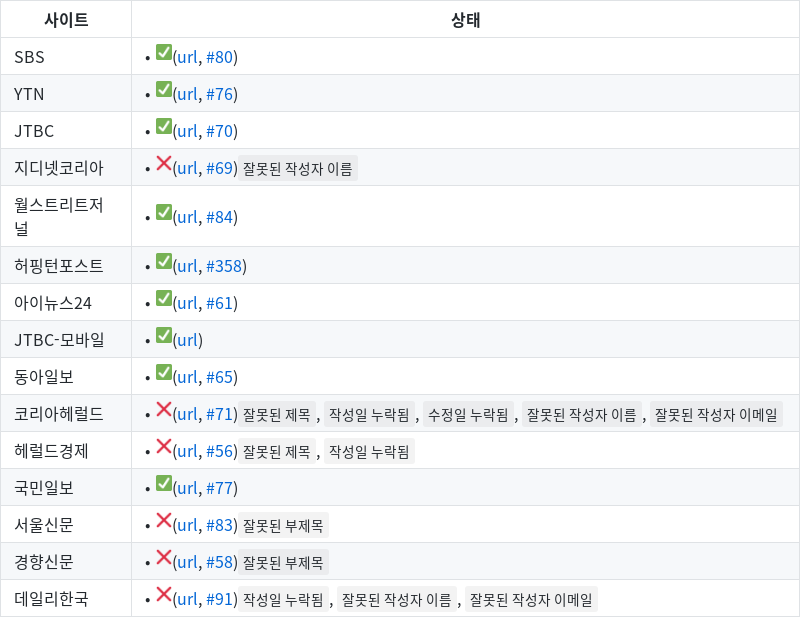 사이트 상태
SBS • ✅(url, #80)
YTN • ✅(url, #76)
JTBC • ✅(url, #70)
지디넷코리아 • ❌(url, #69) 잘못된 작성자 이름
월스트리트저
널 • ✅(url, #84)
허핑턴포스트 • ✅(url, #358)
아이뉴스24 • ✅(url, #61)
JTBC-모바일 • ✅(url)
동아일보 • ✅(url, #65)
코리아헤럴드 • ❌(url, #71) 잘못된 제목 , 작성일 누락됨 , 수정일 누락됨 , 잘못된 작성자 이름 , 잘못된 작성자 이메일
헤럴드경제 • ❌(url, #56) 잘못된 제목 , 작성일 누락됨
국민일보 • ✅(url, #77)
서울신문 • ❌(url, #83) 잘못된 부제목
경향신문 • ❌(url, #58) 잘못된 부제목
데일리한국 • ❌(url, #91) 작성일 누락됨 , 잘못된 작성자 이름 , 잘못된 작성자 이메일